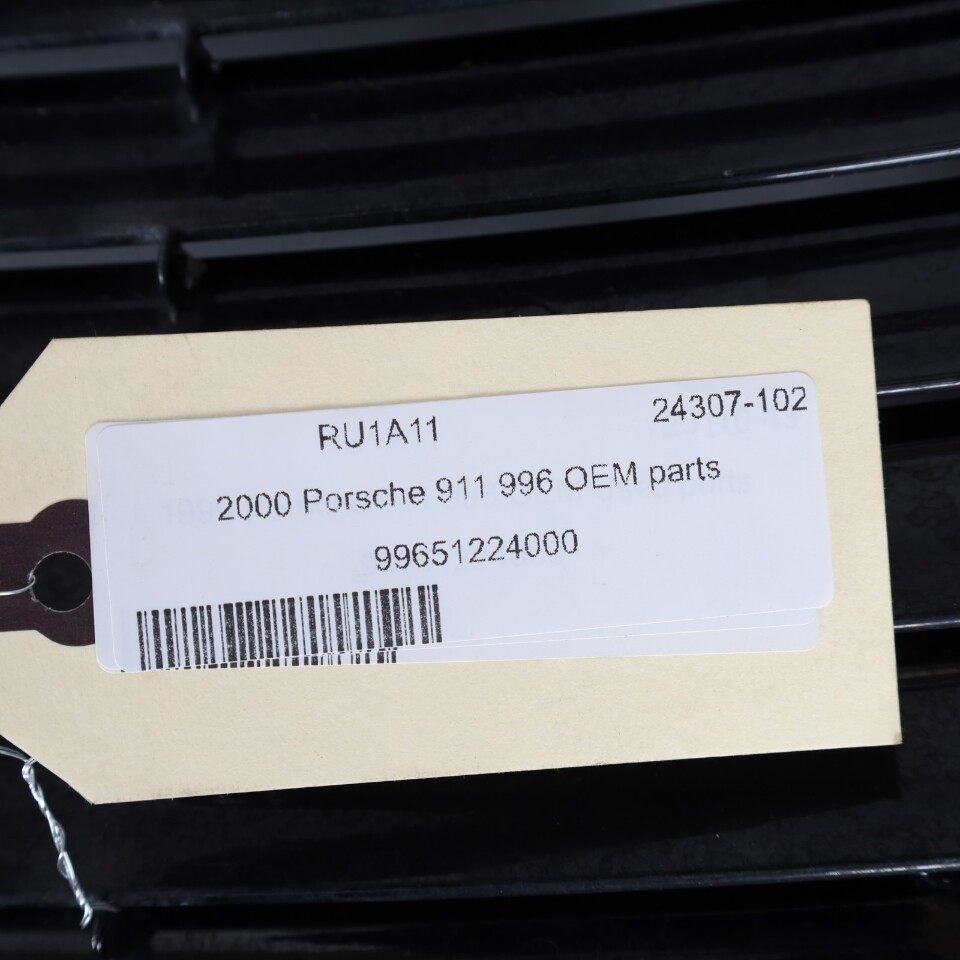 RU1A11 24307-102
2000 Porsche 911 996 OEM parts
99651224000